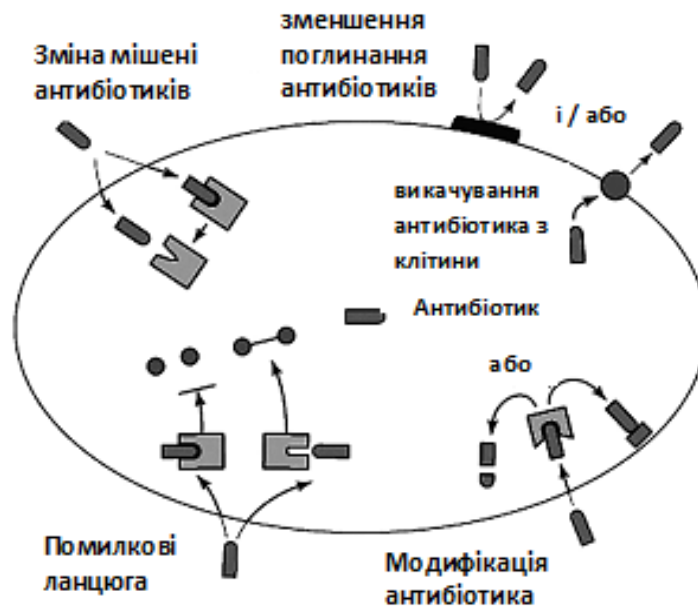 Зміна мішені
антибіотиків
зменшення
поглинання
антибіотиків
і / або
викачування
антибіотика з
клітини
Антибіотик
або
Помилкові
ланцюга
Модифікація
антибіотика